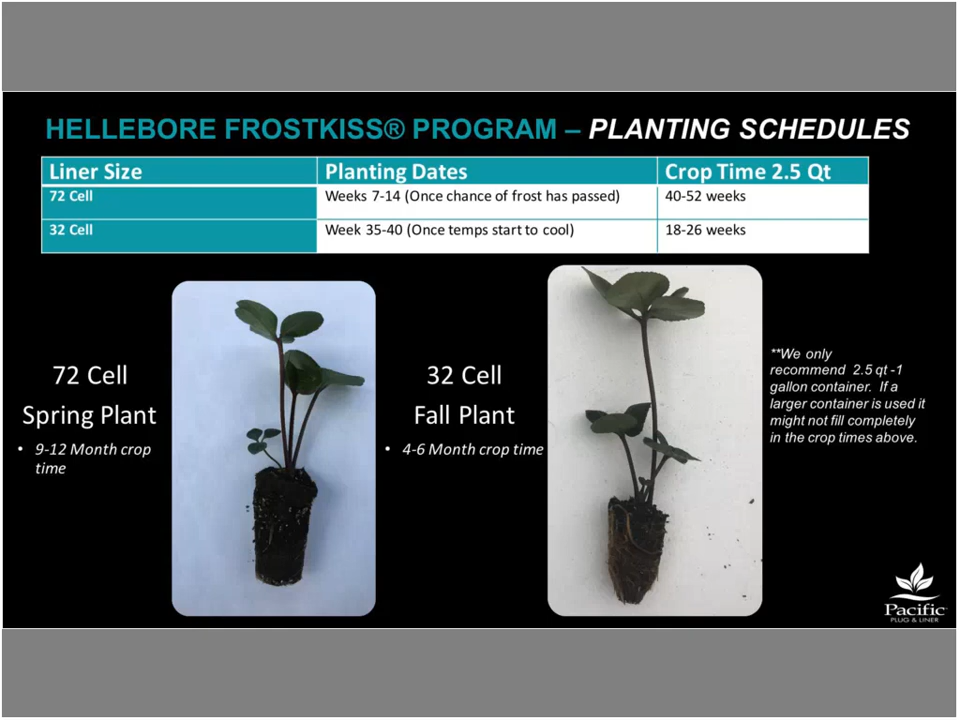 HELLEBORE FROSTKISS® PROGRAM – PLANTING SCHEDULES
Liner Size Planting Dates Crop Time 2.5 Qt
72 Cell Weeks 7-14 (Once chance of frost has passed) 40-52 weeks
32 Cell Week 35-40 (Once temps start to cool) 18-26 weeks
72 Cell
Spring Plant
• 9-12 Month crop
time
32 Cell
Fall Plant
• 4-6 Month crop time
**We only
recommend 2.5 qt -1
gallon container. If a
larger container is used it
might not fill completely
in the crop times above.
Pacific
PLUG & LINER